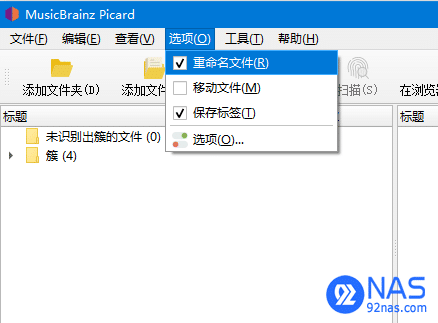 MusicBrainz Picard
文件(F) 编辑(E) 查看(V) 选项(O) 工具(T) 帮助(H)
重命名文件(R)
移动文件(M)
保存标签(T)
选项(O)...
添加文件夹(D) 添加文件 扫描(S) 在浏览
标题 标题
未识别出簇的文件 (0)
簇 (4)
NAS
92nas.com